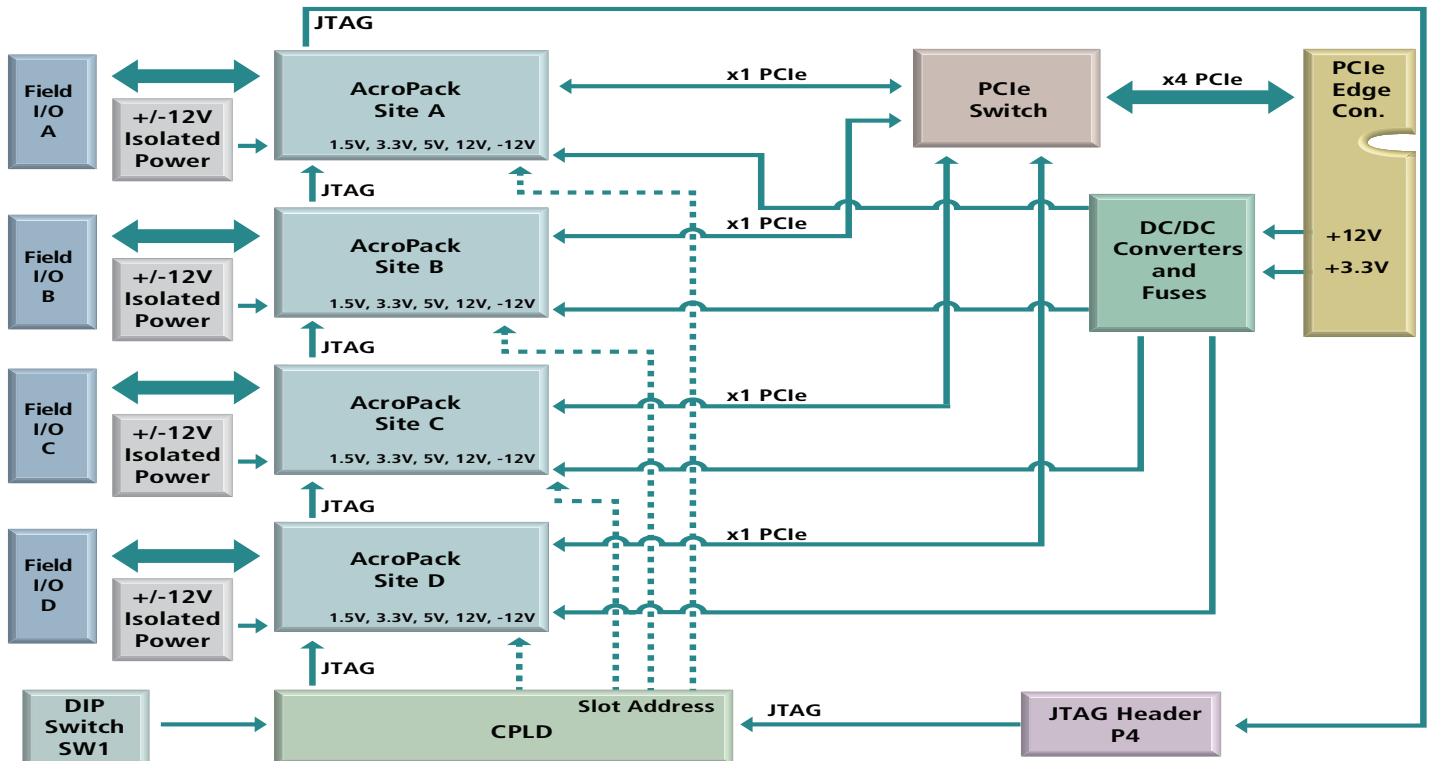 JTAG
Field
I/O
A
+/-12V
Isolated
Power
AcroPack
Site A
1.5V, 3.3V, 5V, 12V, -12V
x1 PCIe
PCIe
Switch
x4 PCIe
PCIe
Edge
Con.
JTAG
Field
I/O
B
+/-12V
Isolated
Power
AcroPack
Site B
1.5V, 3.3V, 5V, 12V, -12V
x1 PCIe
DC/DC
Converters
and
Fuses
+12V
+3.3V
JTAG
Field
I/O
C
+/-12V
Isolated
Power
AcroPack
Site C
1.5V, 3.3V, 5V, 12V, -12V
x1 PCIe
JTAG
Field
I/O
D
+/-12V
Isolated
Power
AcroPack
Site D
1.5V, 3.3V, 5V, 12V, -12V
x1 PCIe
JTAG
DIP
Switch
SW1
Slot Address
CPLD
JTAG
JTAG Header
P4